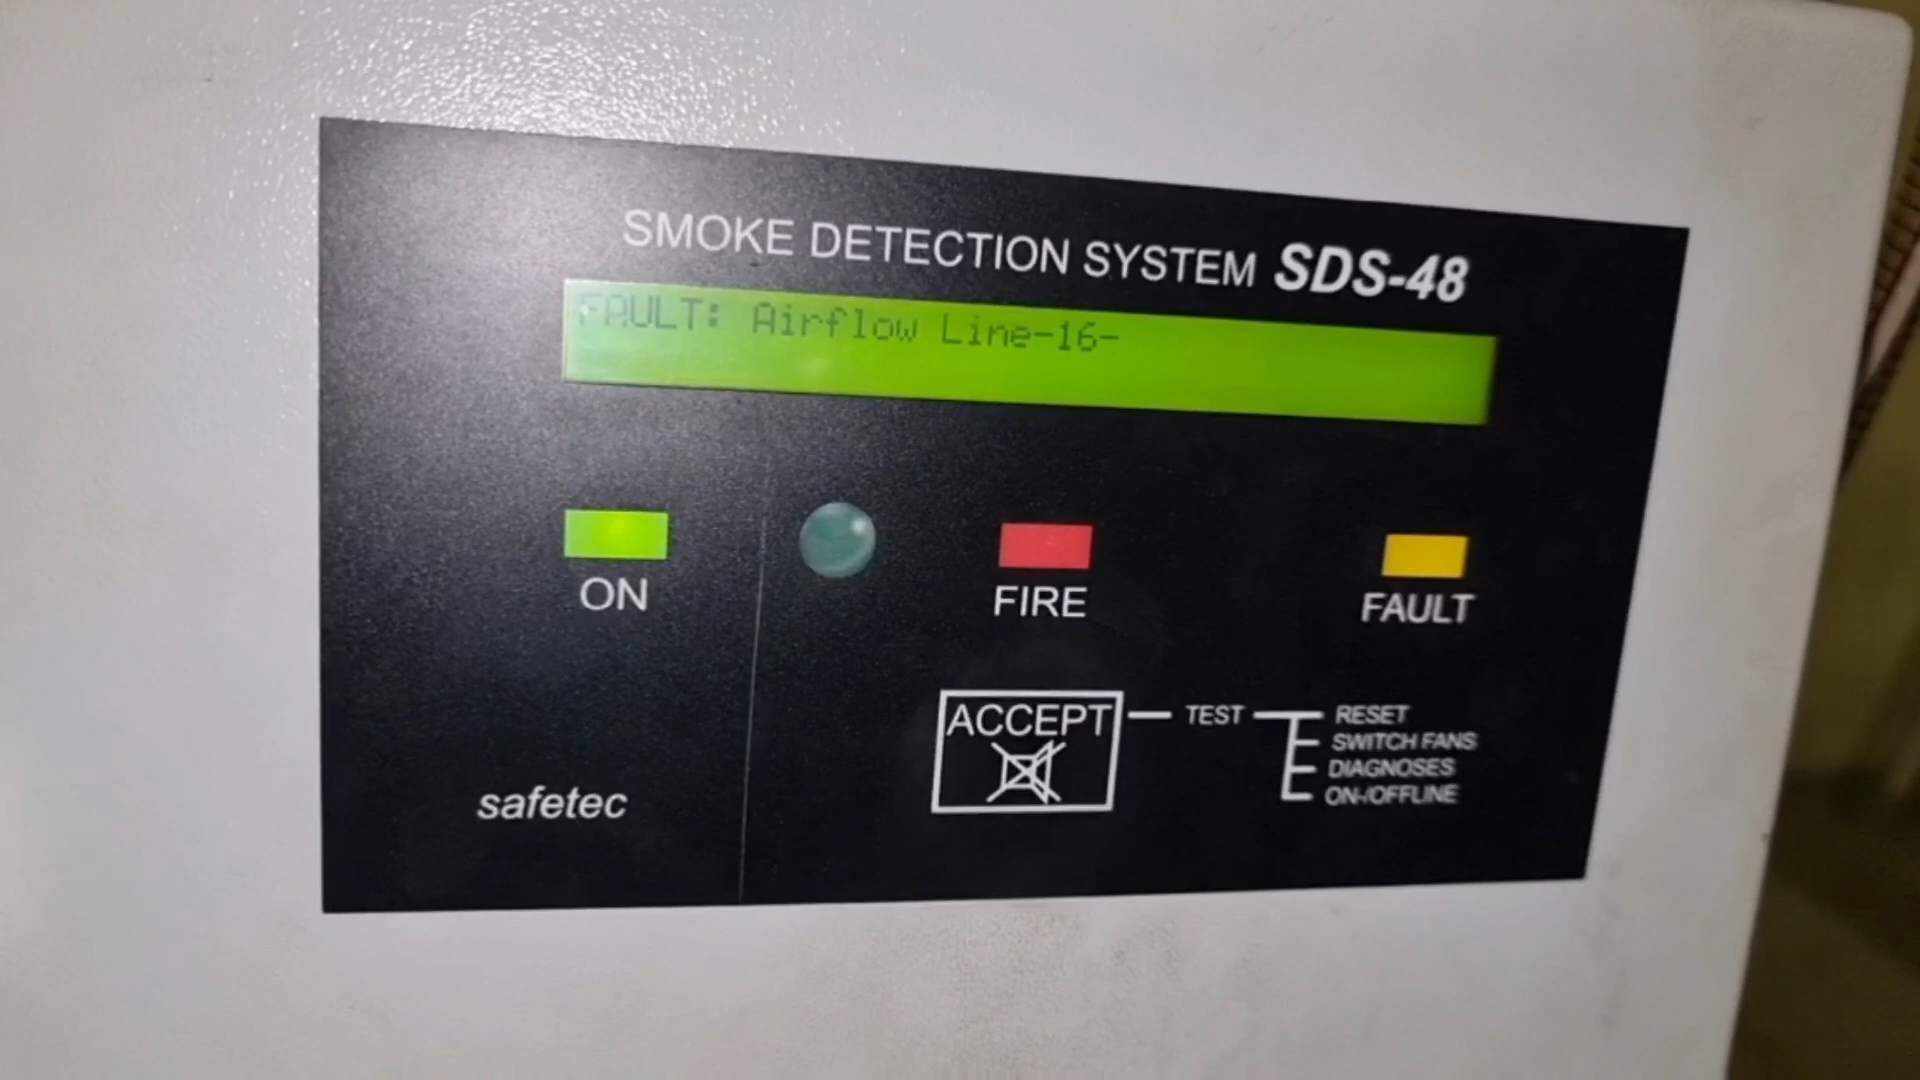 SMOKE DETECTION SYSTEM SDS-48
FAULT: Airflow Line-16-
ON
FIRE
FAULT
ACCEPT
TEST
RESET
SWITCH FANS
DIAGNOSES
ON-/OFFLINE
safetec